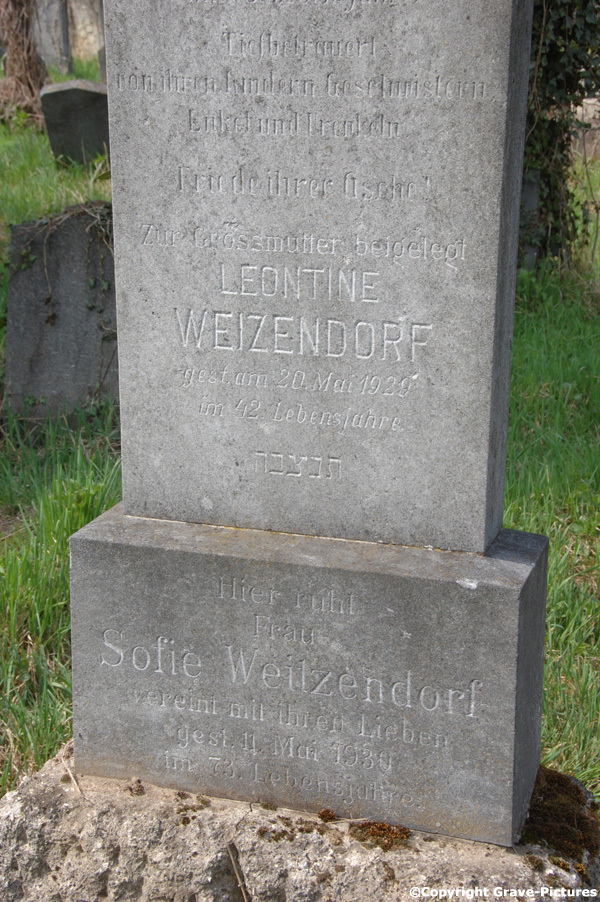 Tiefbetrauert
von ihren Kindern, Geschwistern,
Enkel und Urenkeln.
Friede ihrer Asche!
Zur Grossmutter beigelegt
LEONTINE
WEIZENDORF
gest. am 20. Mai 1929
im 42. Lebensjahre.
תנצבה
Hier ruht
Frau
Sofie Weilzendorf
vereint mit ihren Lieben
gest. 11. Mai 1939
im 73. Lebensjahre.
©Copyright Grave-Pictures